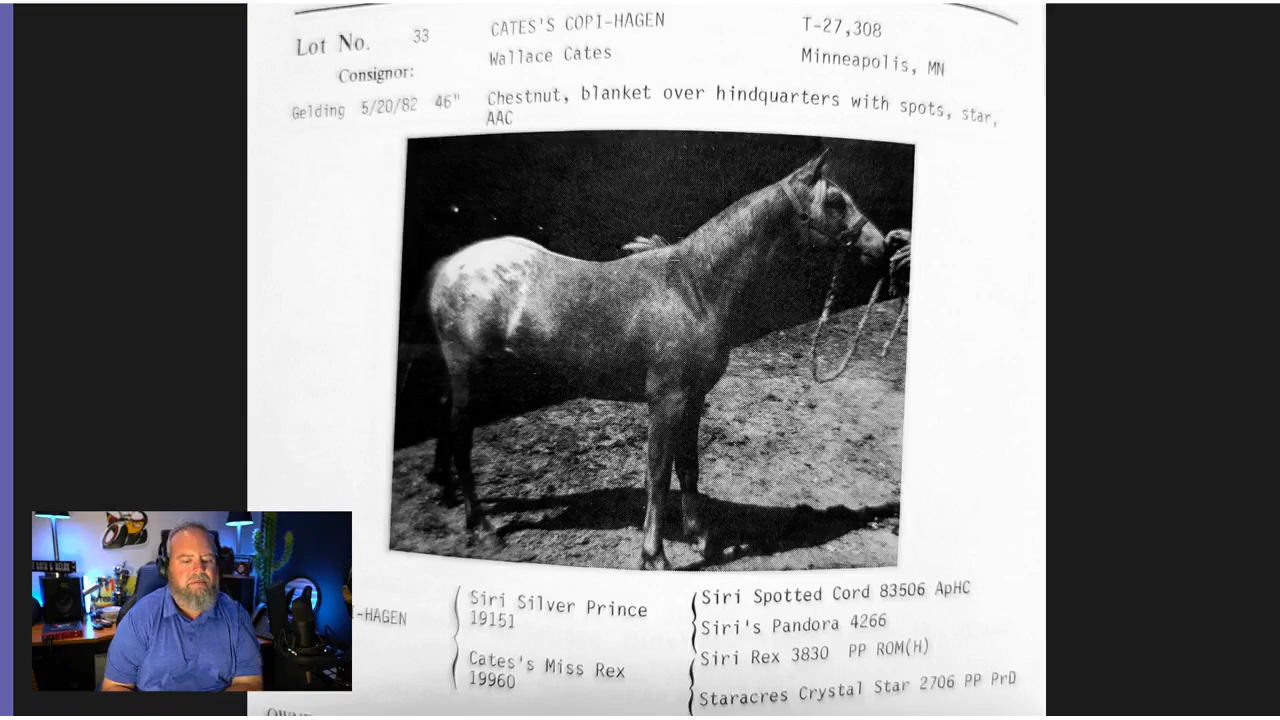 Lot No. 33 CATES'S COPI-HAGEN T-27,308
Consignor: Wallace Cates Minneapolis, MN
Gelding 5/20/82 46" Chestnut, blanket over hindquarters with spots, star,
AAC
I-HAGEN
Siri Silver Prince
19151
Cates's Miss Rex
19960
Siri Spotted Cord 83506 ApHC
Siri's Pandora 4266
Siri Rex 3830 PP ROM(H)
Staracres Crystal Star 2706 PP PrD